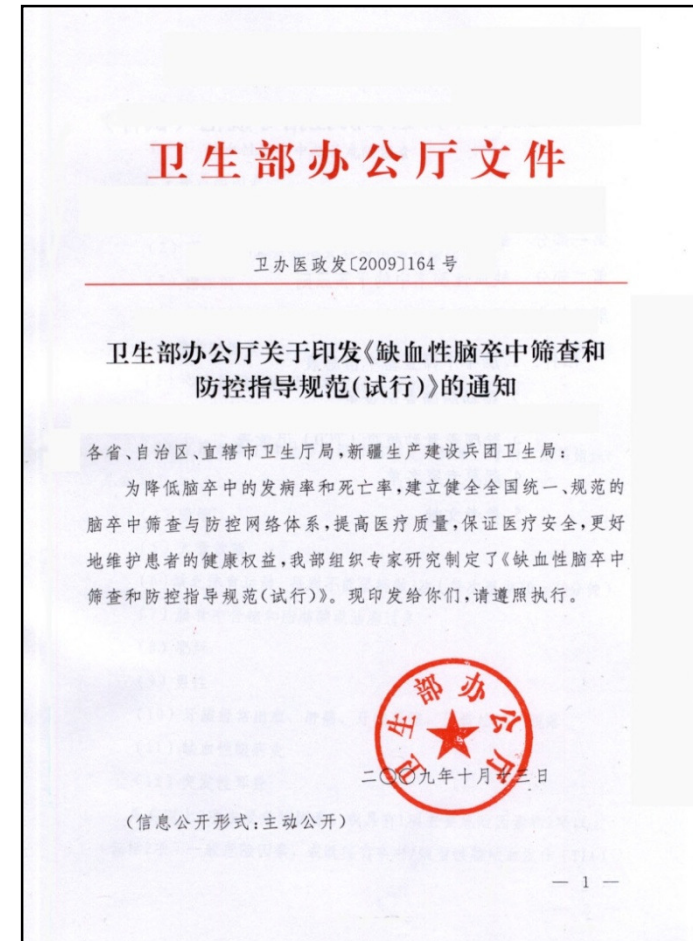 卫生部办公厅文件
卫办医政发〔2009〕164号
卫生部办公厅关于印发《缺血性脑卒中筛查和
防控指导规范(试行)》的通知
各省、自治区、直辖市卫生厅局,新疆生产建设兵团卫生局:
为降低脑卒中的发病率和死亡率,建立健全全国统一、规范的
脑卒中筛查与防控网络体系,提高医疗质量,保证医疗安全,更好
地维护患者的健康权益,我部组织专家研究制定了《缺血性脑卒中
筛查和防控指导规范(试行)》。现印发给你们,请遵照执行。
卫生部办公厅
二〇〇九年十月廿三日
(信息公开形式:主动公开)
— 1 —